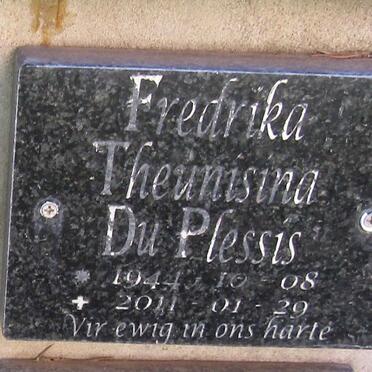 Fredrika
Theunisina
Du Plessis
* 1944 - 10 - 08
✝ 2011 - 01 - 29
Vir ewig in ons harte